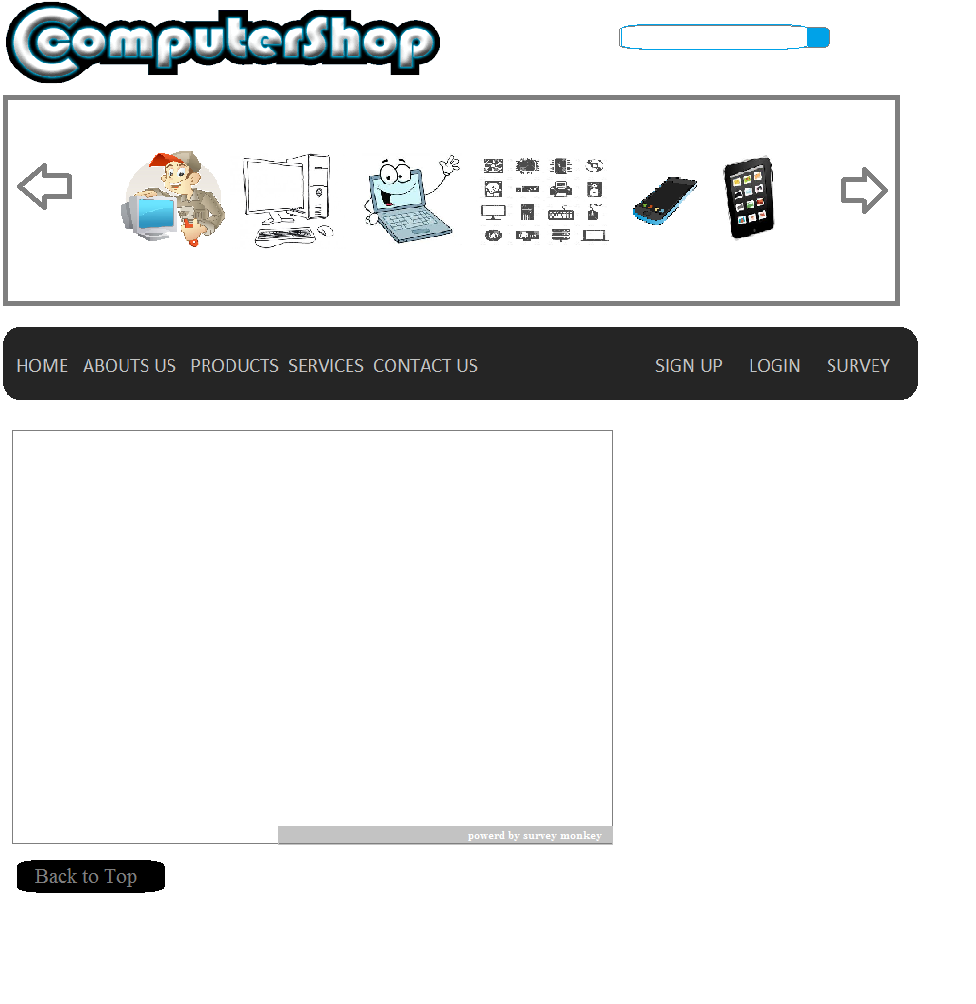 ComputerShop
HOME ABOUTS US PRODUCTS SERVICES CONTACT US SIGN UP LOGIN SURVEY
powerd by survey monkey
Back to Top